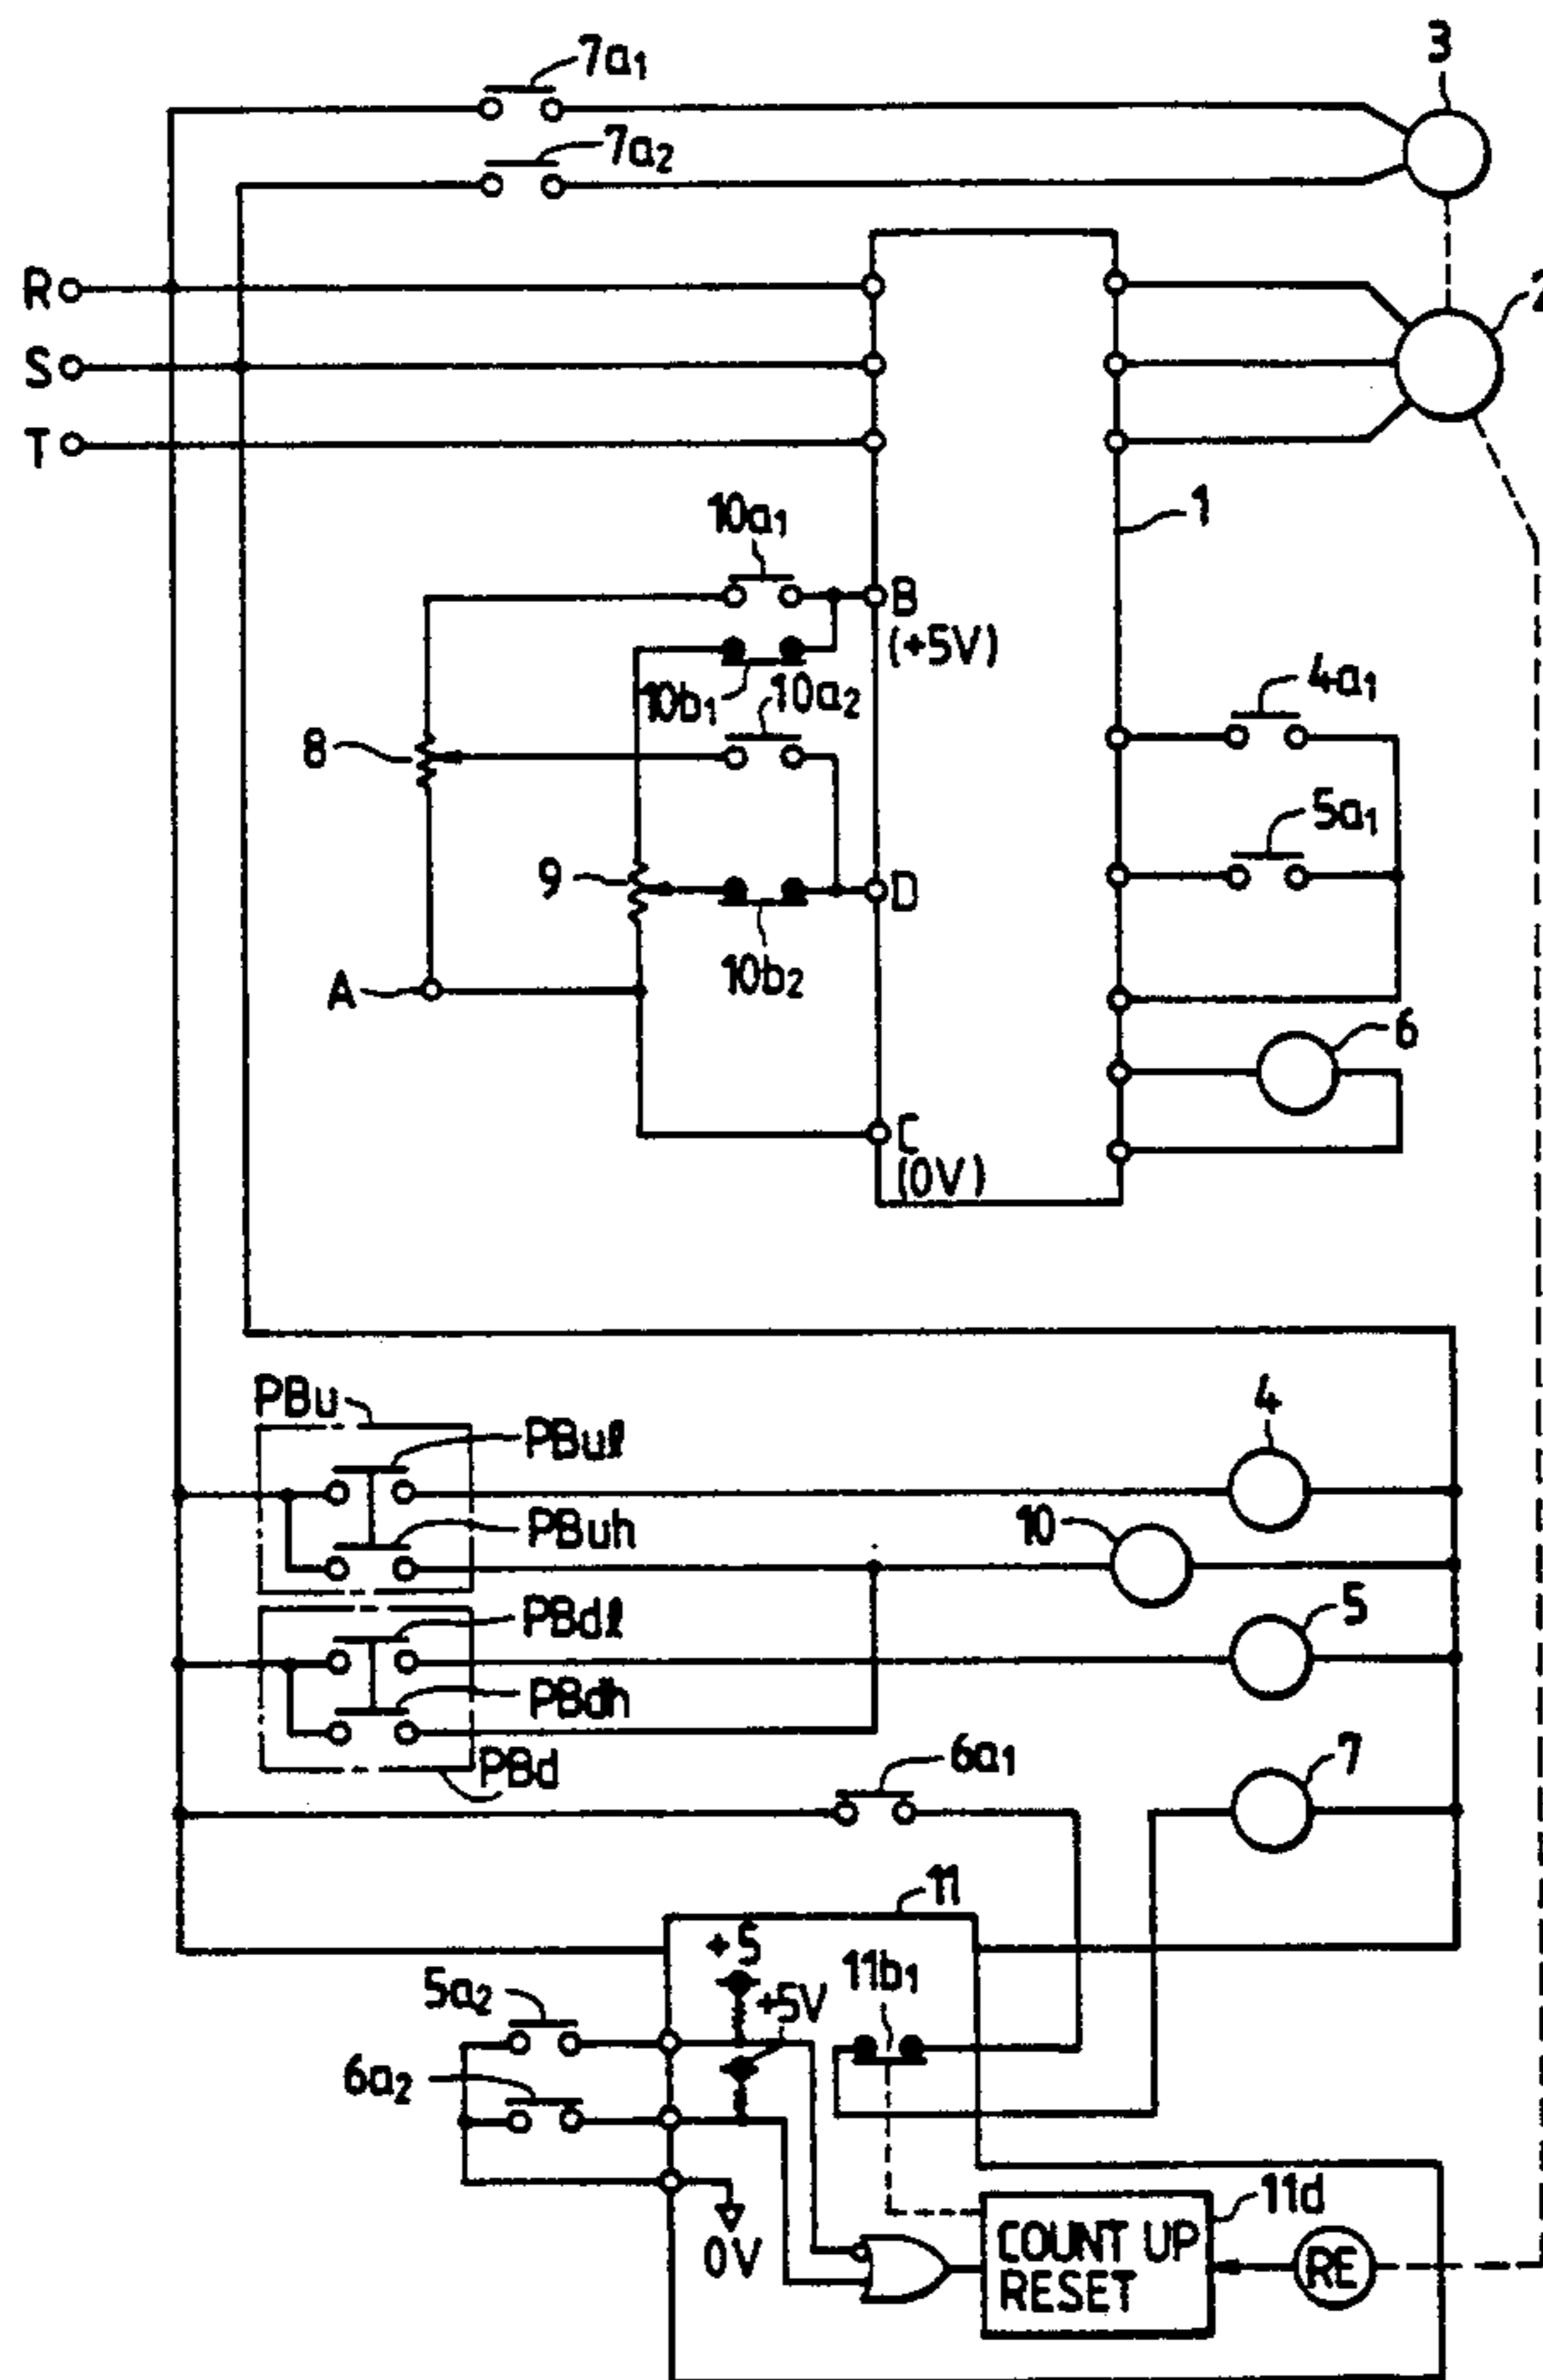 7a₁
3
7a₂
R
2
S
T
10a₁
1
B
(+5V)
4a₁
10b₁
10a₂
8
5a₁
9
D
A
10b₂
6
C
(0V)
PBu
4
PBuℓ
10
PBuh
PBdℓ
5
PBdh
PBd
6a₁
7
11
+5
5a₂
+5V
11b₁
6a₂
11d
0V
COUNT UP
RESET
RE